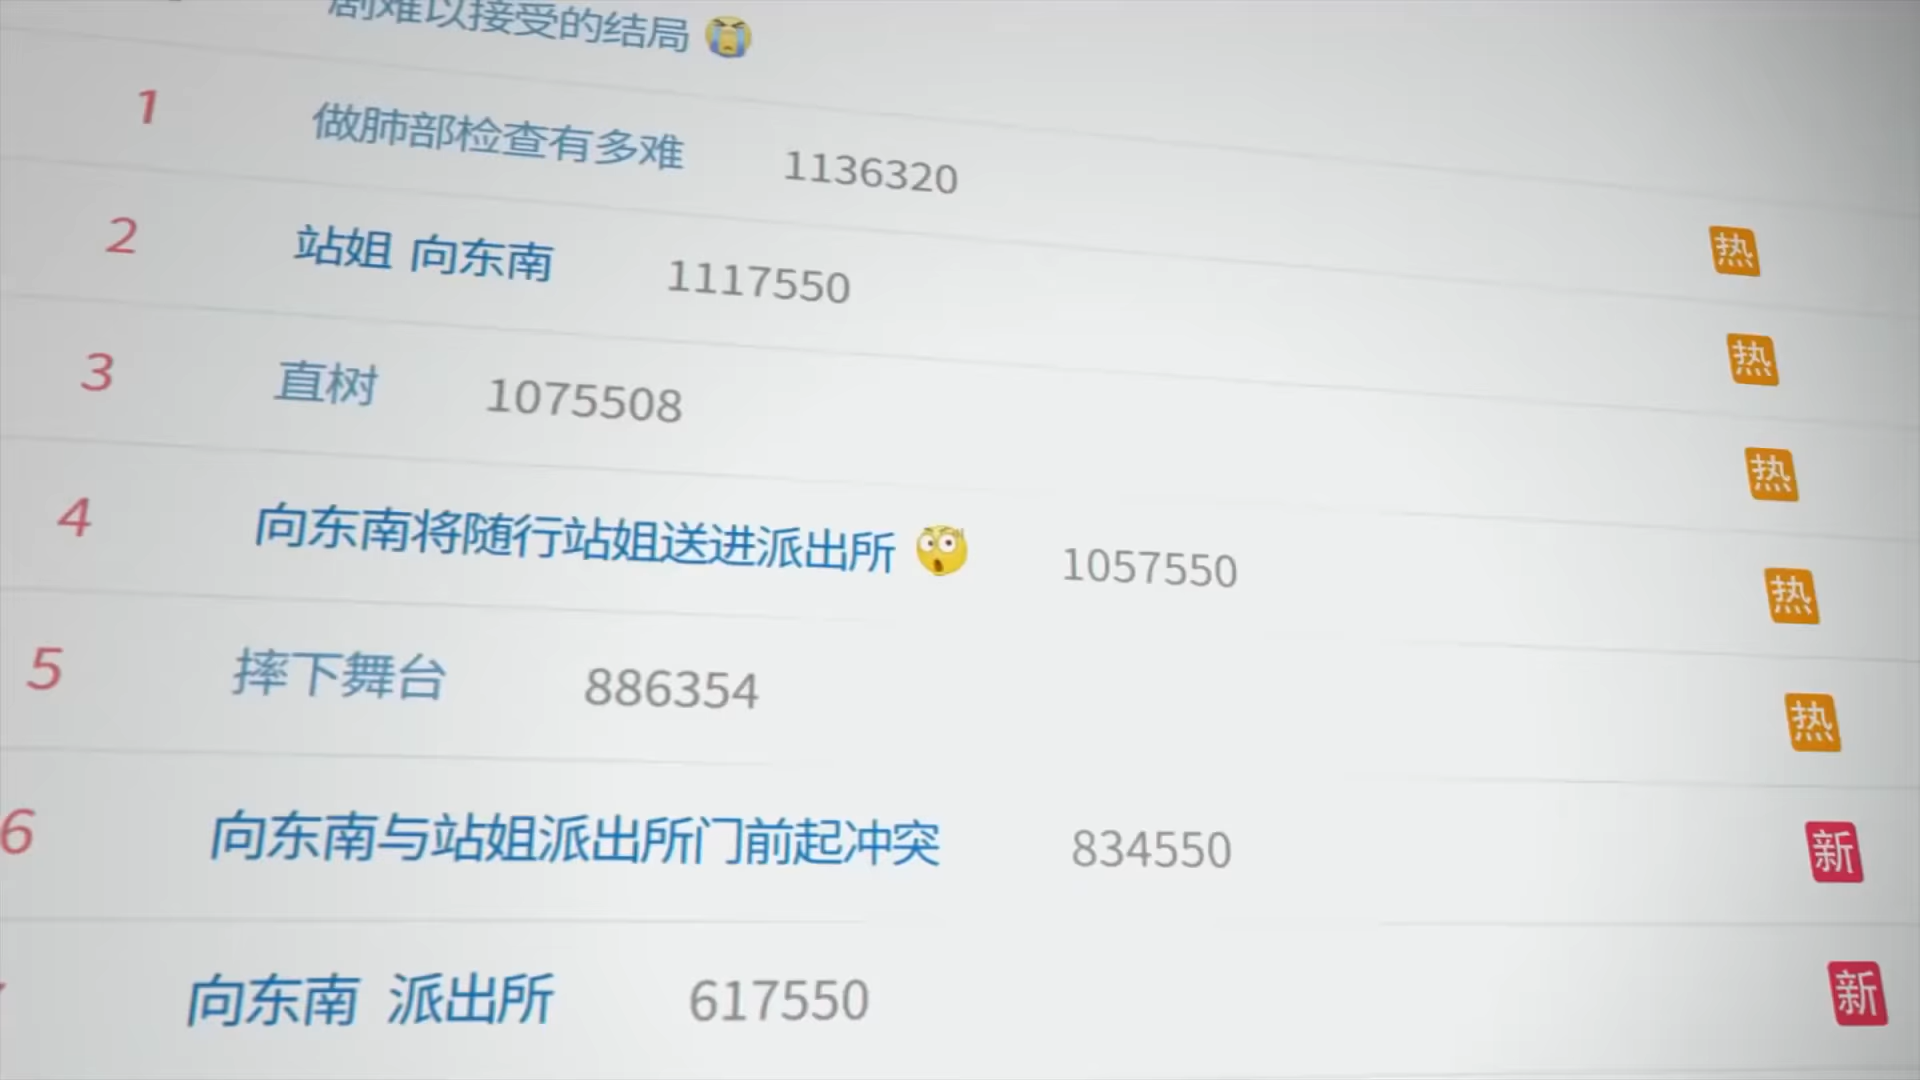 难以接受的结局
1 做肺部检查有多难 1136320 热
2 站姐 向东南 1117550 热
3 直树 1075508 热
4 向东南将随行站姐送进派出所 1057550 热
5 摔下舞台 886354 热
6 向东南与站姐派出所门前起冲突 834550 新
向东南 派出所 617550 新